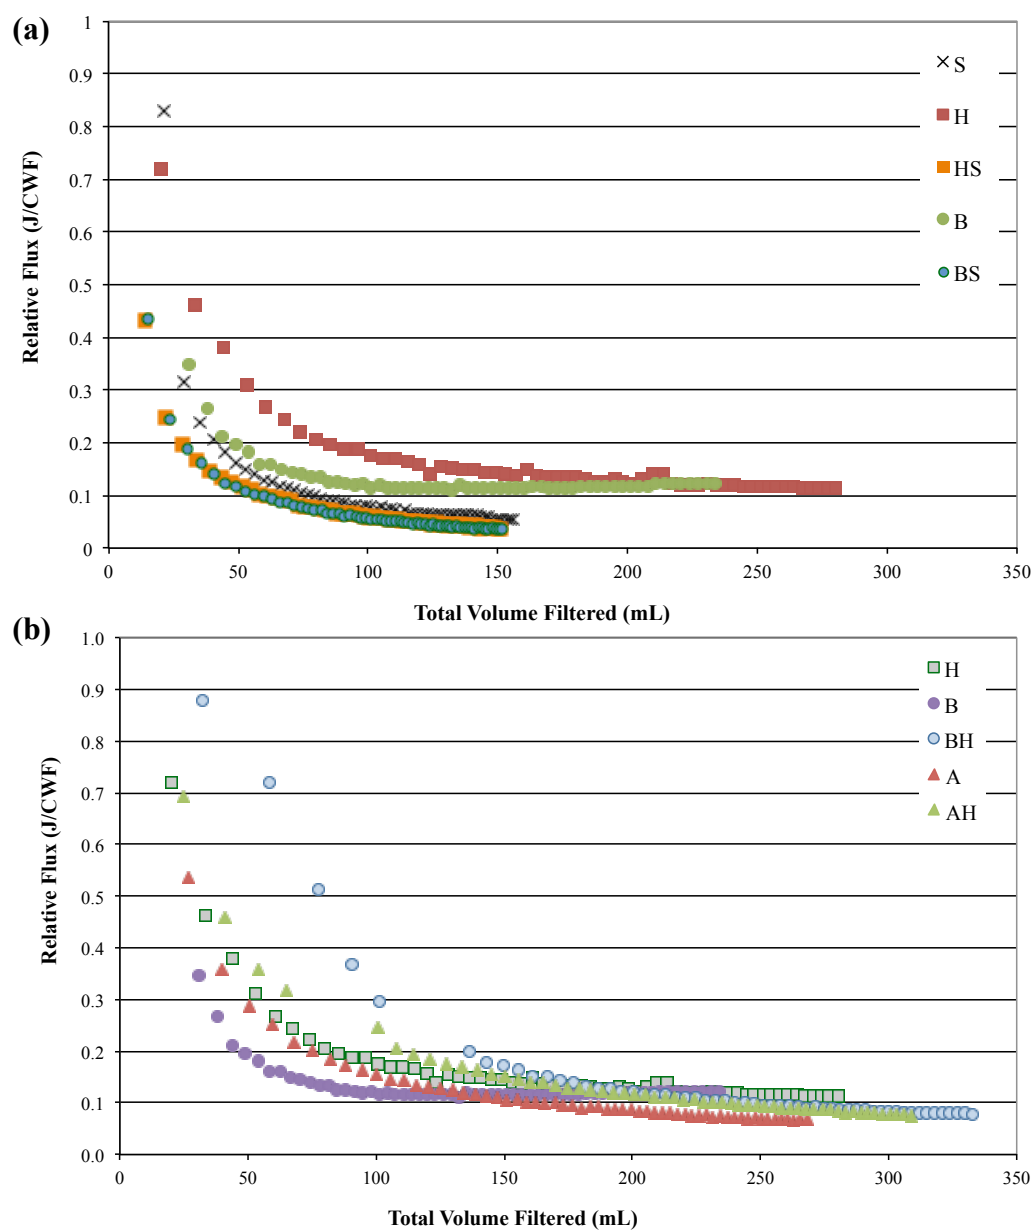 (a)
1
0.9
0.8
0.7
0.6
0.5
0.4
0.3
0.2
0.1
0
Relative Flux (J/CWF)
S
H
HS
B
BS
0 50 100 150 200 250 300 350
Total Volume Filtered (mL)
(b)
1.0
0.9
0.8
0.7
0.6
0.5
0.4
0.3
0.2
0.1
0.0
Relative Flux (J/CWF)
H
B
BH
A
AH
0 50 100 150 200 250 300 350
Total Volume Filtered (mL)